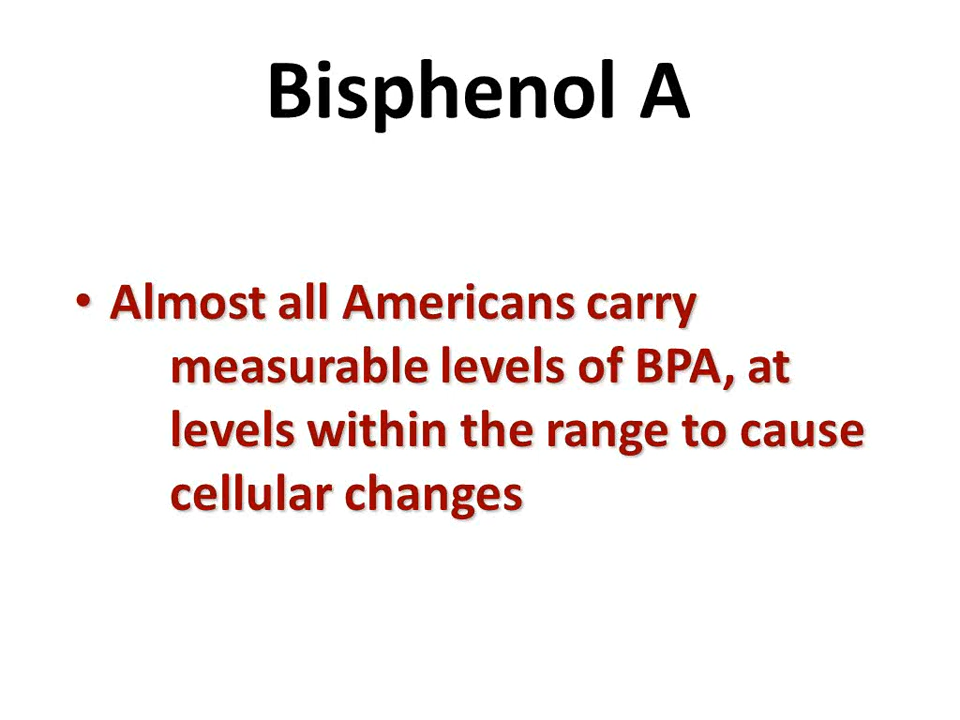 Bisphenol A
• Almost all Americans carry
measurable levels of BPA, at
levels within the range to cause
cellular changes